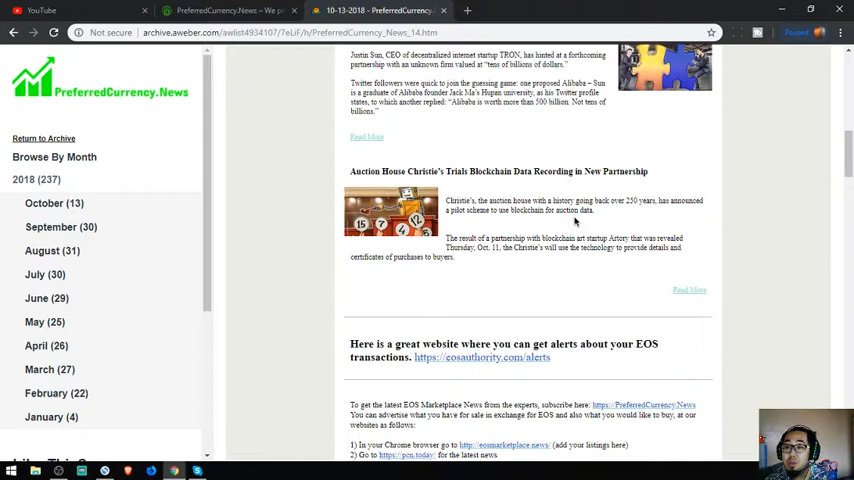 YouTube
PreferredCurrency.News – We p
10-13-2018 - PreferredCurrency.
Not secure
archive.aweber.com/awlist4934107/7eLiF/h/PreferredCurrency_News_14.htm
Paused
PreferredCurrency.News
Return to Archive
Browse By Month
2018 (237)
October (13)
September (30)
August (31)
July (30)
June (29)
May (25)
April (26)
March (27)
February (22)
January (4)
Justin Sun, CEO of decentralized internet startup TRON, has hinted at a forthcoming
partnership with an unknown firm valued at “tens of billions of dollars.”
Twitter followers were quick to join the guessing game: one proposed Alibaba – Sun
is a graduate of Alibaba founder Jack Ma’s Hupan university, as his Twitter profile
states, to which another replied: “Alibaba is worth more than 500 billion. Not tens of
billions.”
Read More
Auction House Christie’s Trials Blockchain Data Recording in New Partnership
15 7 4 12
Christie’s, the auction house with a history going back over 250 years, has announced
a pilot scheme to use blockchain for auction data.
The result of a partnership with blockchain art startup Artory that was revealed
Thursday, Oct. 11, the Christie’s will use the technology to provide details and
certificates of purchases to buyers.
Read More
Here is a great website where you can get alerts about your EOS
transactions. https://eosauthority.com/alerts
To get the latest EOS Marketplace News from the experts, subscribe here: https://PreferredCurrency.News
You can advertise what you have for sale in exchange for EOS and also what you would like to buy, at our
websites as follows:
1) In your Chrome browser go to http://eosmarketplace.news/ (add your listings here)
2) Go to https://pcn.today/ for the latest news